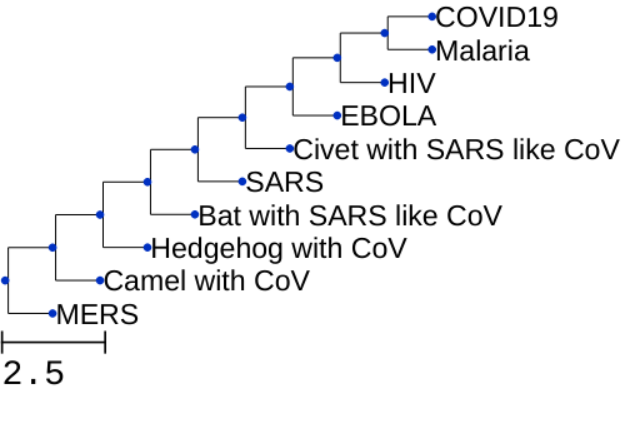 COVID19
Malaria
HIV
EBOLA
Civet with SARS like CoV
SARS
Bat with SARS like CoV
Hedgehog with CoV
Camel with CoV
MERS
2.5